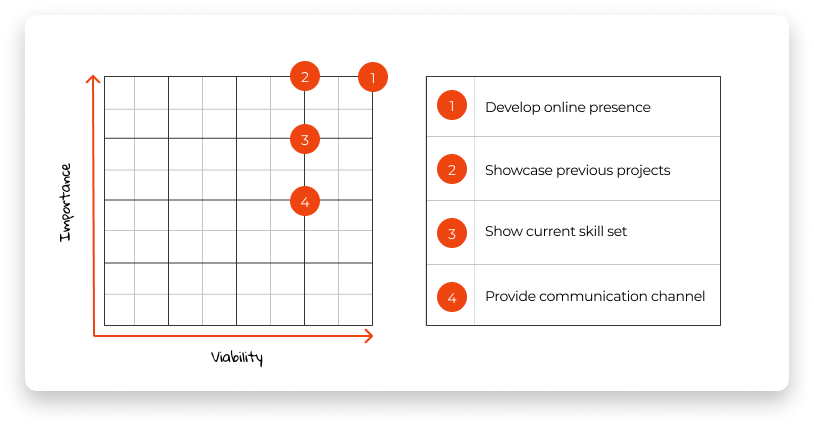 2
1
3
4
Importance
Viability
1 Develop online presence
2 Showcase previous projects
3 Show current skill set
4 Provide communication channel